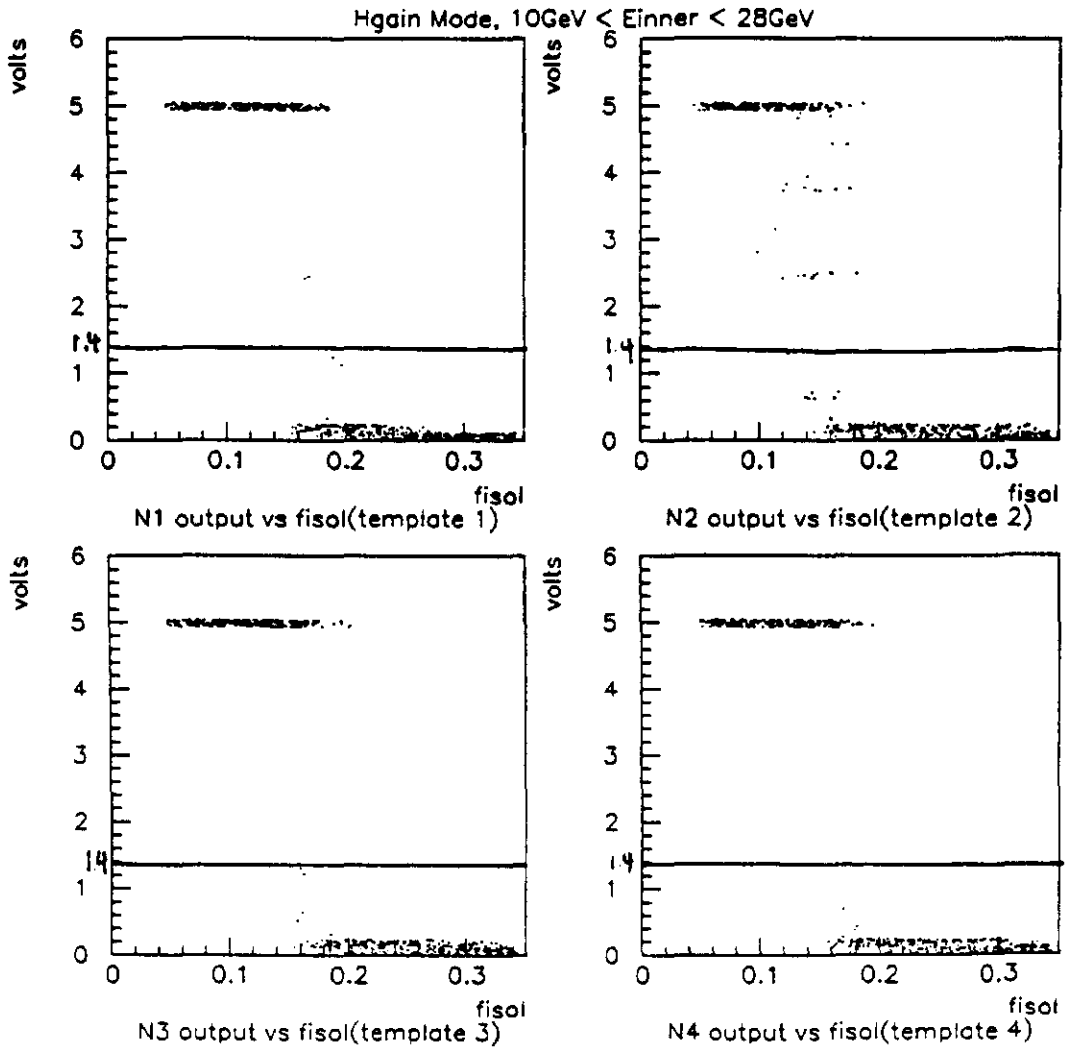 Hgain Mode, 10GeV < Einner < 28GeV
volts
6
5
4
3
2
1.4
1
0
0 0.1 0.2 0.3
fisol
N1 output vs fisol(template 1)
volts
6
5
4
3
2
1.4
1
0
0 0.1 0.2 0.3
fisol
N2 output vs fisol(template 2)
volts
6
5
4
3
2
1.4
1
0
0 0.1 0.2 0.3
fisol
N3 output vs fisol(template 3)
volts
6
5
4
3
2
1.4
1
0
0 0.1 0.2 0.3
fisol
N4 output vs fisol(template 4)